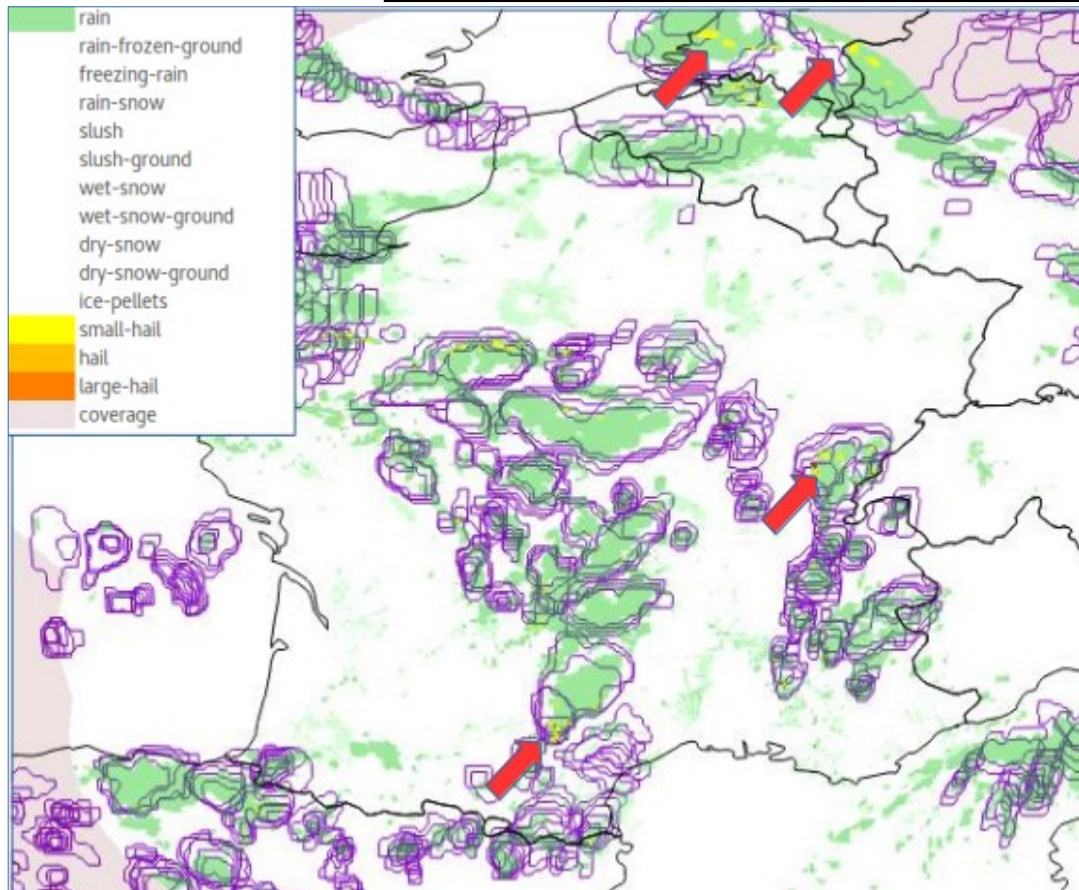 rain
rain-frozen-ground
freezing-rain
rain-snow
slush
slush-ground
wet-snow
wet-snow-ground
dry-snow
dry-snow-ground
ice-pellets
small-hail
hail
large-hail
coverage